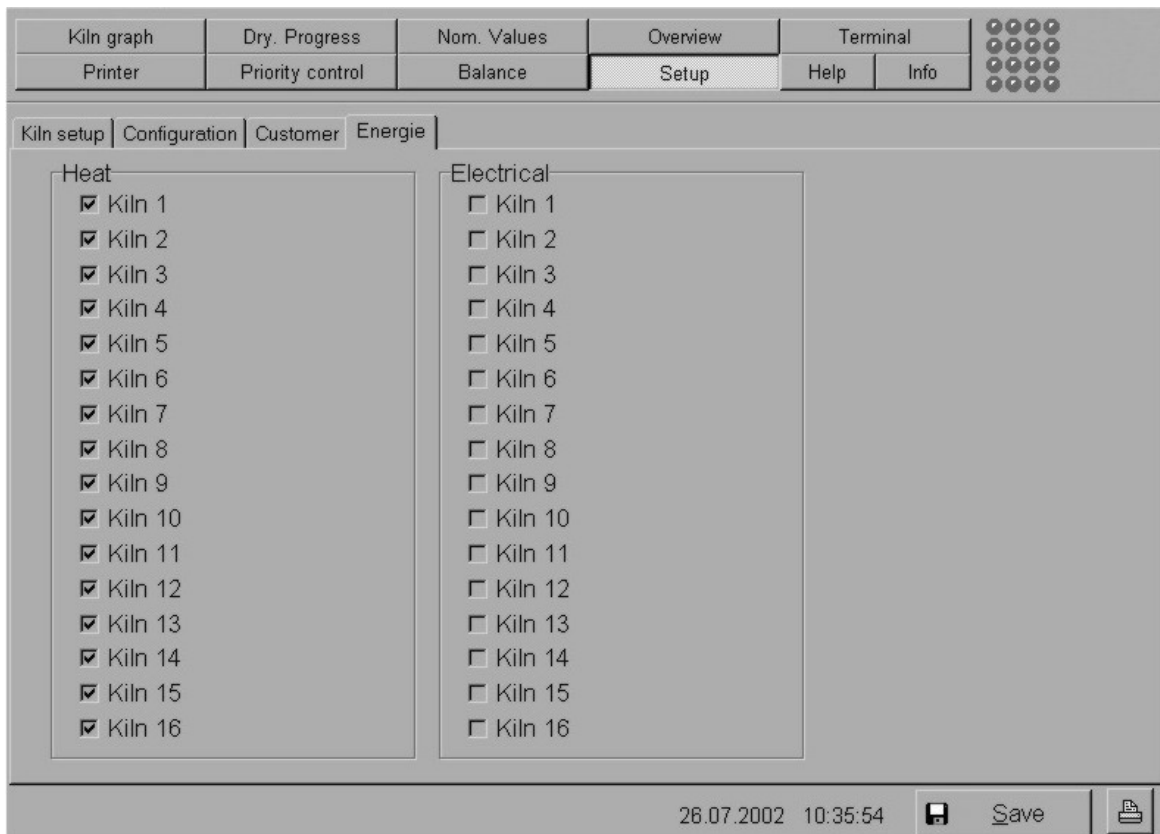 Kiln graph Dry. Progress Nom. Values Overview Terminal
Printer Priority control Balance Setup Help Info
Kiln setup Configuration Customer Energie
Heat
Kiln 1
Kiln 2
Kiln 3
Kiln 4
Kiln 5
Kiln 6
Kiln 7
Kiln 8
Kiln 9
Kiln 10
Kiln 11
Kiln 12
Kiln 13
Kiln 14
Kiln 15
Kiln 16
Electrical
Kiln 1
Kiln 2
Kiln 3
Kiln 4
Kiln 5
Kiln 6
Kiln 7
Kiln 8
Kiln 9
Kiln 10
Kiln 11
Kiln 12
Kiln 13
Kiln 14
Kiln 15
Kiln 16
26.07.2002 10:35:54 Save